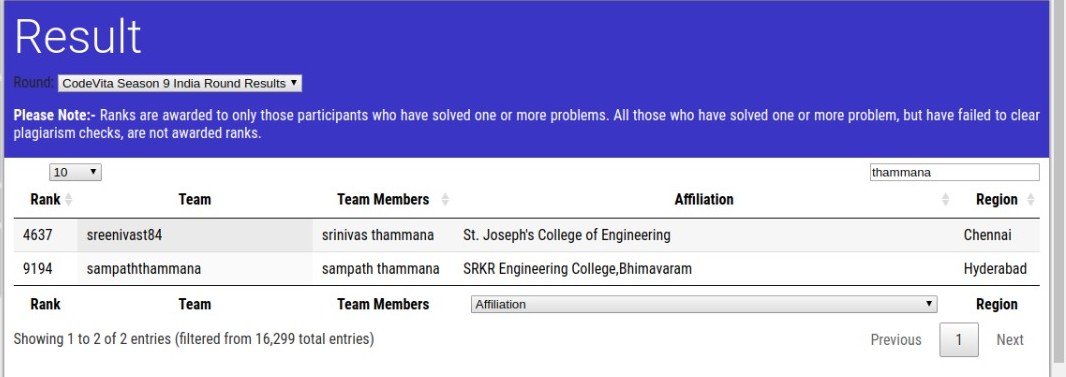 Result
Round: CodeVita Season 9 India Round Results
Please Note:- Ranks are awarded to only those participants who have solved one or more problems. All those who have solved one or more problem, but have failed to clear
plagiarism checks, are not awarded ranks.
10 thammana
Rank Team Team Members Affiliation Region
4637 sreenivast84 srinivas thammana St. Joseph's College of Engineering Chennai
9194 sampaththammana sampath thammana SRKR Engineering College,Bhimavaram Hyderabad
Rank Team Team Members Affiliation Region
Showing 1 to 2 of 2 entries (filtered from 16,299 total entries) Previous 1 Next